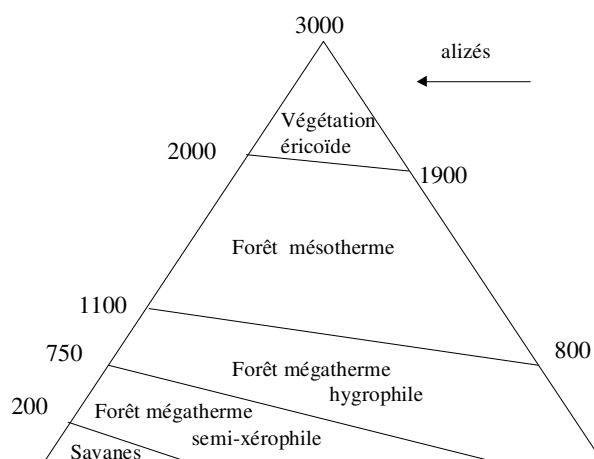 3000
alizés
Végétation
éricoïde
2000
1900
Forêt mésotherme
1100
800
750
Forêt mégatherme
hygrophile
200
Forêt mégatherme
semi-xérophile
Savanes